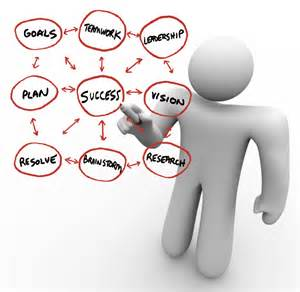 GOALS
TEAMWORK
LEADERSHIP
PLAN
SUCCESS
VISION
RESOLVE
BRAINSTORM
RESEARCH